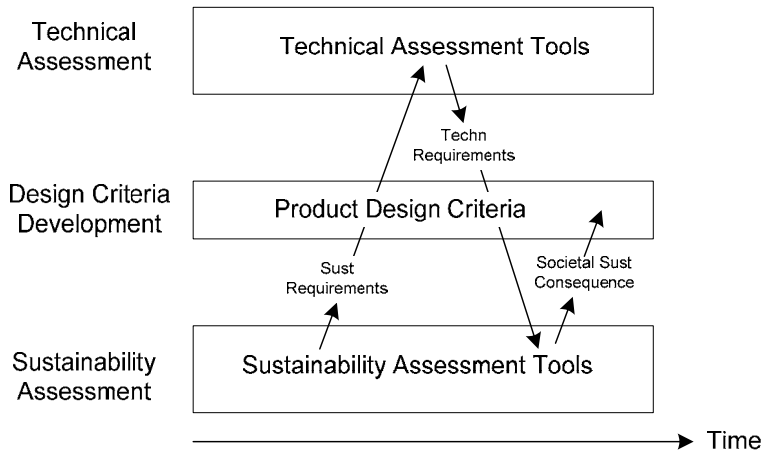 Technical
Assessment
Technical Assessment Tools
Techn
Requirements
Design Criteria
Development
Product Design Criteria
Sust
Requirements
Societal Sust
Consequence
Sustainability
Assessment
Sustainability Assessment Tools
Time